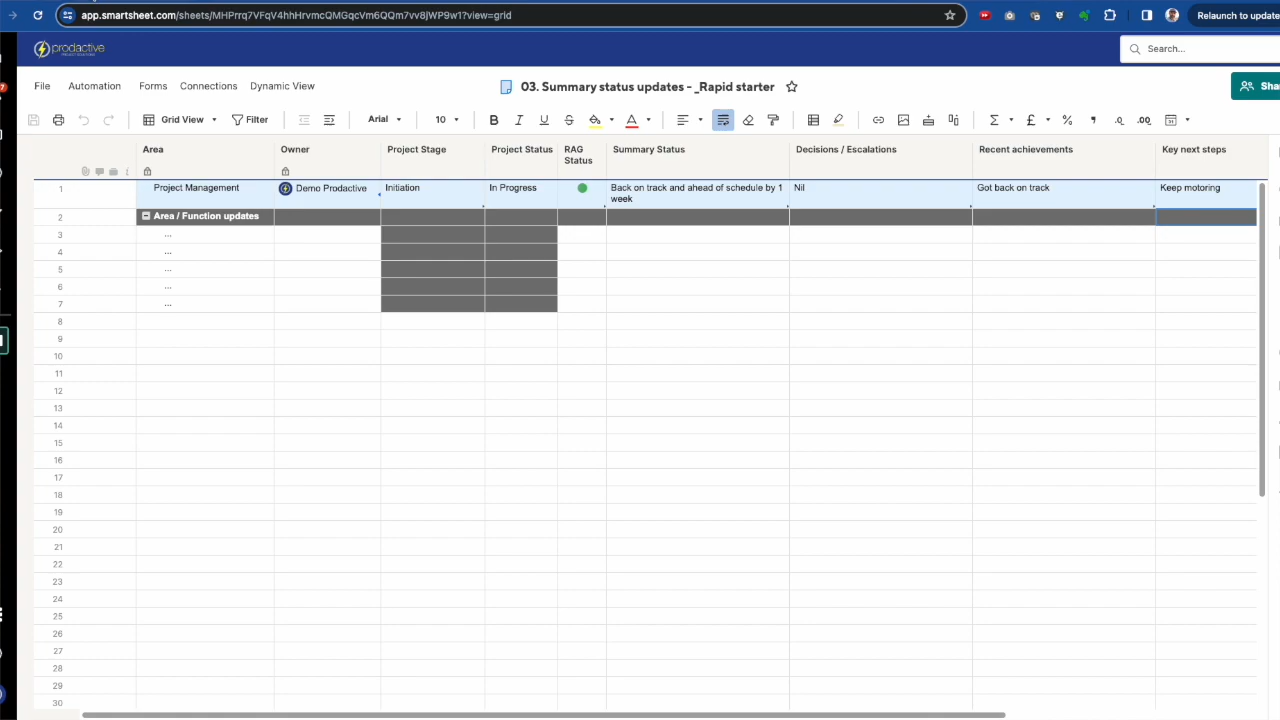 app.smartsheet.com/sheets/MHPrrq7VFqV4hhHrvmcQMGqcVm6QQm7vv8jWP9w1?view=grid
Relaunch to update
prodactive
Search...
File Automation Forms Connections Dynamic View
03. Summary status updates - _Rapid starter
Grid View Filter Arial 10
Area Owner Project Stage Project Status RAG Status Summary Status Decisions / Escalations Recent achievements Key next steps
1 Project Management Demo Prodactive Initiation In Progress Back on track and ahead of schedule by 1 week Nil Got back on track Keep motoring
2 Area / Function updates
3 ...
4 ...
5 ...
6 ...
7 ...
8
9
10
11
12
13
14
15
16
17
18
19
20
21
22
23
24
25
26
27
28
29
30